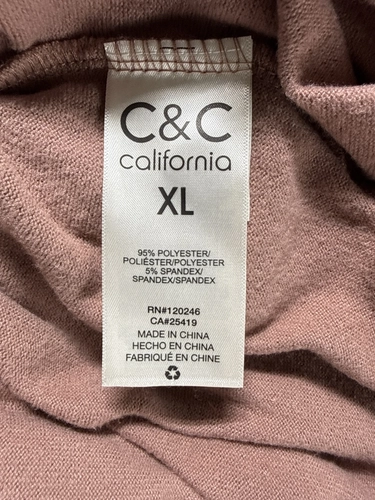 C&C
california
XL
95% POLYESTER/
POLIÉSTER/POLYESTER
5% SPANDEX/
SPANDEX/SPANDEX
RN#120246
CA#25419
MADE IN CHINA
HECHO EN CHINA
FABRIQUÉ EN CHINE